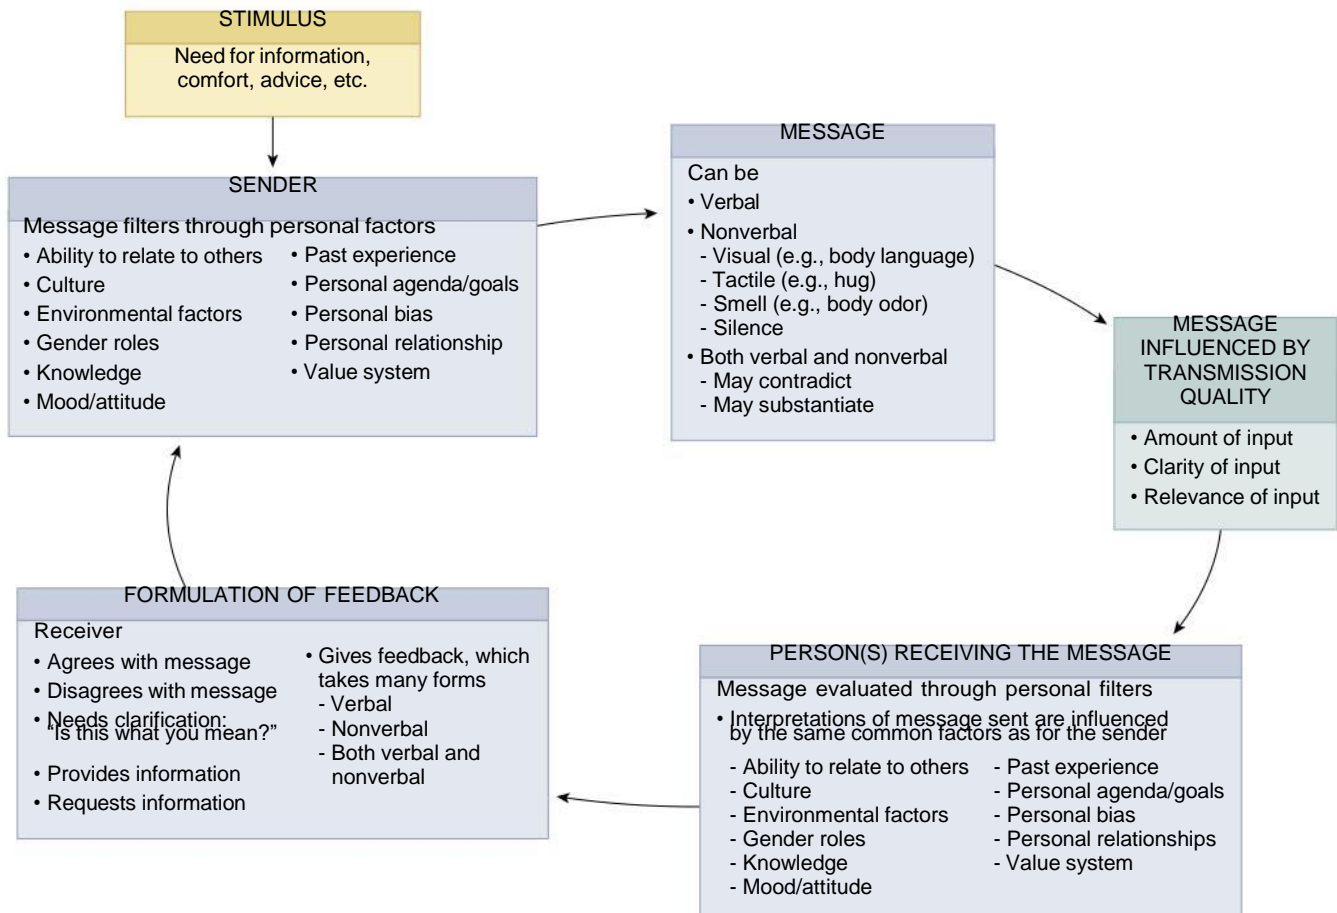 STIMULUS
Need for information,
comfort, advice, etc.
SENDER
Message filters through personal factors
• Ability to relate to others
• Culture
• Environmental factors
• Gender roles
• Knowledge
• Mood/attitude
• Past experience
• Personal agenda/goals
• Personal bias
• Personal relationship
• Value system
MESSAGE
Can be
• Verbal
• Nonverbal
- Visual (e.g., body language)
- Tactile (e.g., hug)
- Smell (e.g., body odor)
- Silence
• Both verbal and nonverbal
- May contradict
- May substantiate
MESSAGE
INFLUENCED BY
TRANSMISSION
QUALITY
• Amount of input
• Clarity of input
• Relevance of input
PERSON(S) RECEIVING THE MESSAGE
Message evaluated through personal filters
• Interpretations of message sent are influenced
by the same common factors as for the sender
- Ability to relate to others
- Culture
- Environmental factors
- Gender roles
- Knowledge
- Mood/attitude
- Past experience
- Personal agenda/goals
- Personal bias
- Personal relationships
- Value system
FORMULATION OF FEEDBACK
Receiver
• Agrees with message
• Disagrees with message
• Needs clarification:
“Is this what you mean?”
• Provides information
• Requests information
• Gives feedback, which
takes many forms
- Verbal
- Nonverbal
- Both verbal and
nonverbal